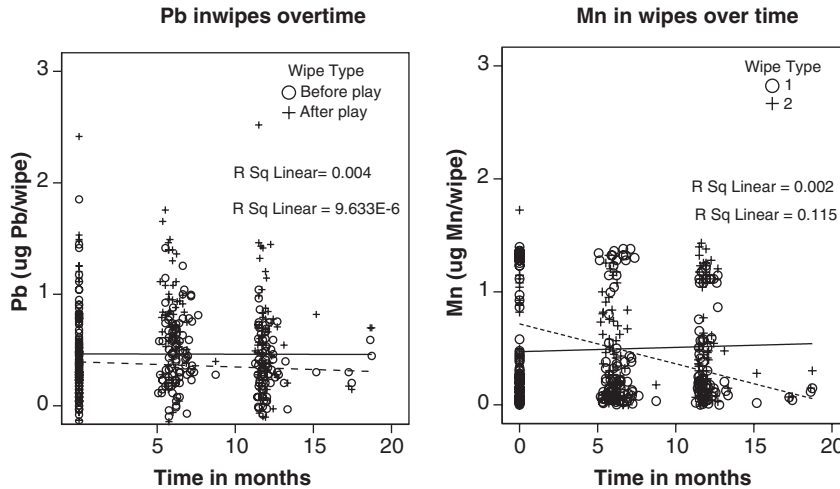 Pb inwipes overtime
3
2
1
0
Pb (ug Pb/wipe)
Wipe Type
Before play
After play
R Sq Linear= 0.004
R Sq Linear = 9.633E-6
5
10
15
20
Time in months
Mn in wipes over time
3
2
1
0
Mn (ug Mn/wipe)
Wipe Type
1
2
R Sq Linear = 0.002
R Sq Linear = 0.115
0
5
10
15
20
Time in months